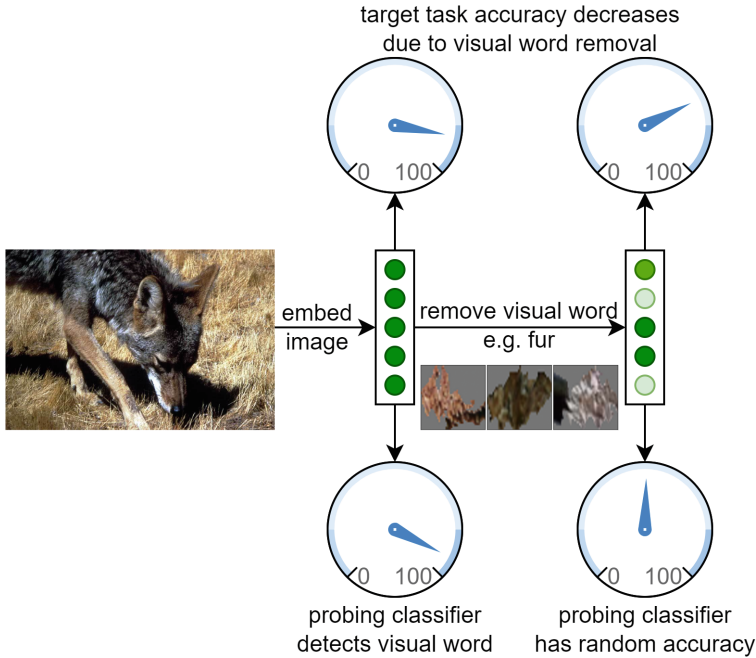 target task accuracy decreases
due to visual word removal
0 100
0 100
embed
image
remove visual word
e.g. fur
0 100
0 100
probing classifier
detects visual word
probing classifier
has random accuracy